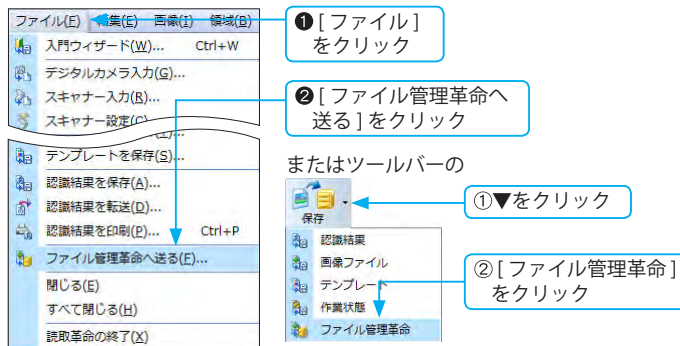 ファイル(F) 編集(E) 画像(I) 領域(B)
入門ウィザード(W)... Ctrl+W
デジタルカメラ入力(G)...
スキャナー入力(R)...
スキャナー設定(C)...
テンプレートを保存(S)...
認識結果を保存(A)...
認識結果を転送(D)...
認識結果を印刷(P)... Ctrl+P
ファイル管理革命へ送る(F)...
閉じる(E)
すべて閉じる(H)
読取革命の終了(X)
❶[ファイル]
をクリック
❷[ファイル管理革命へ
送る]をクリック
またはツールバーの
保存
①▼をクリック
認識結果
画像ファイル
テンプレート
作業状態
ファイル管理革命
②[ファイル管理革命]
をクリック